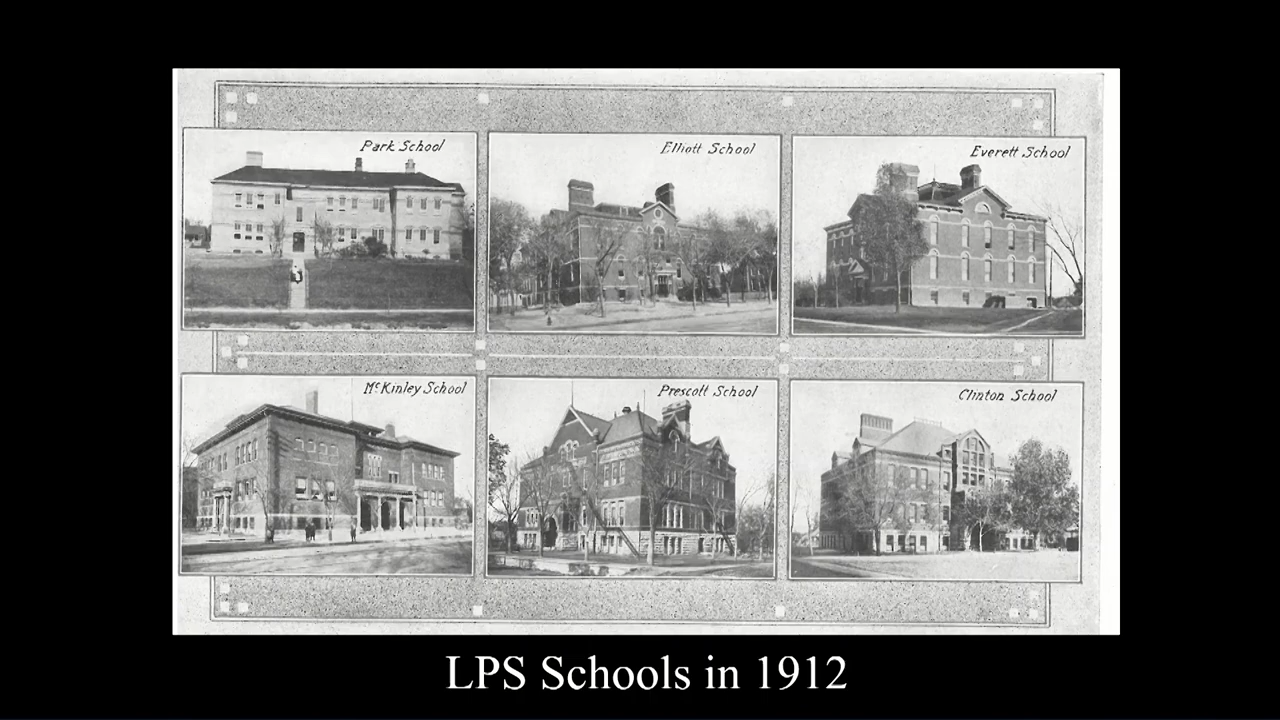 Park School
Elliott School
Everett School
McKinley School
Prescott School
Clinton School
LPS Schools in 1912